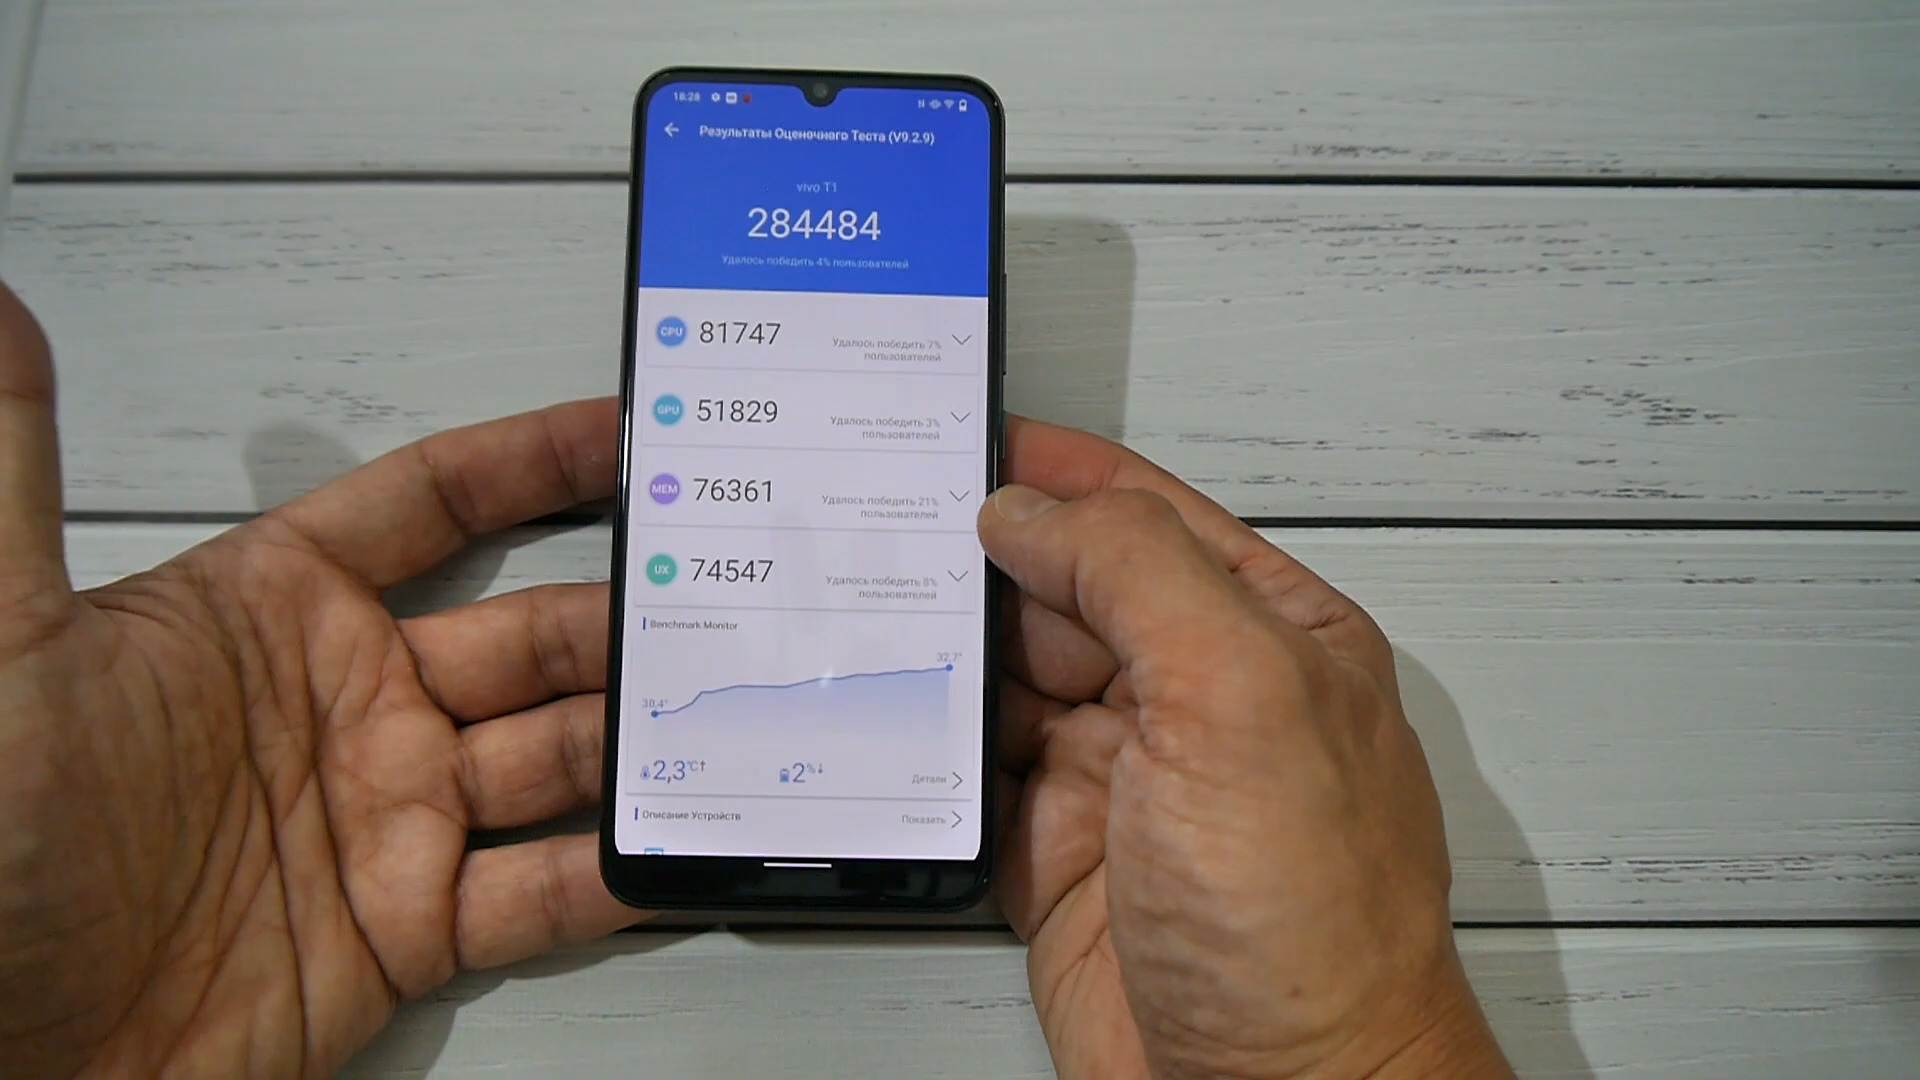 18:28
Результаты Оценочного Теста (V9.2.9)
vivo T1
284484
Удалось победить 4% пользователей
CPU 81747 Удалось победить 7%
пользователей
GPU 51829 Удалось победить 3%
пользователей
MEM 76361 Удалось победить 21%
пользователей
UX 74547 Удалось победить 8%
пользователей
Benchmark Monitor
32,7°
30,4°
2,3℃↑ 2%↓ Детали
Описание Устройств Показать